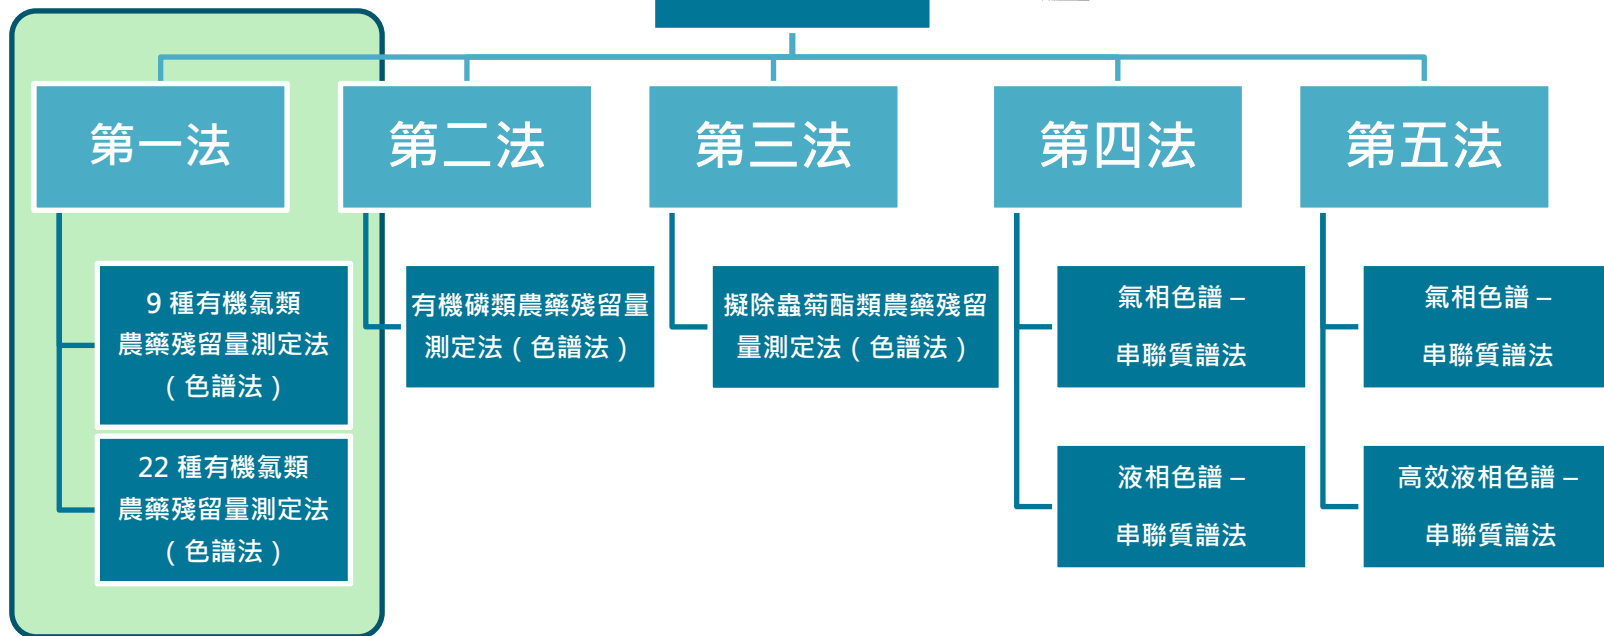 第一法
第二法
第三法
第四法
第五法
9 種有機氯類
農藥殘留量測定法
（色譜法）
22 種有機氯類
農藥殘留量測定法
（色譜法）
有機磷類農藥殘留量
測定法（色譜法）
擬除蟲菊酯類農藥殘留
量測定法（色譜法）
氣相色譜 –
串聯質譜法
液相色譜 –
串聯質譜法
氣相色譜 –
串聯質譜法
高效液相色譜 –
串聯質譜法